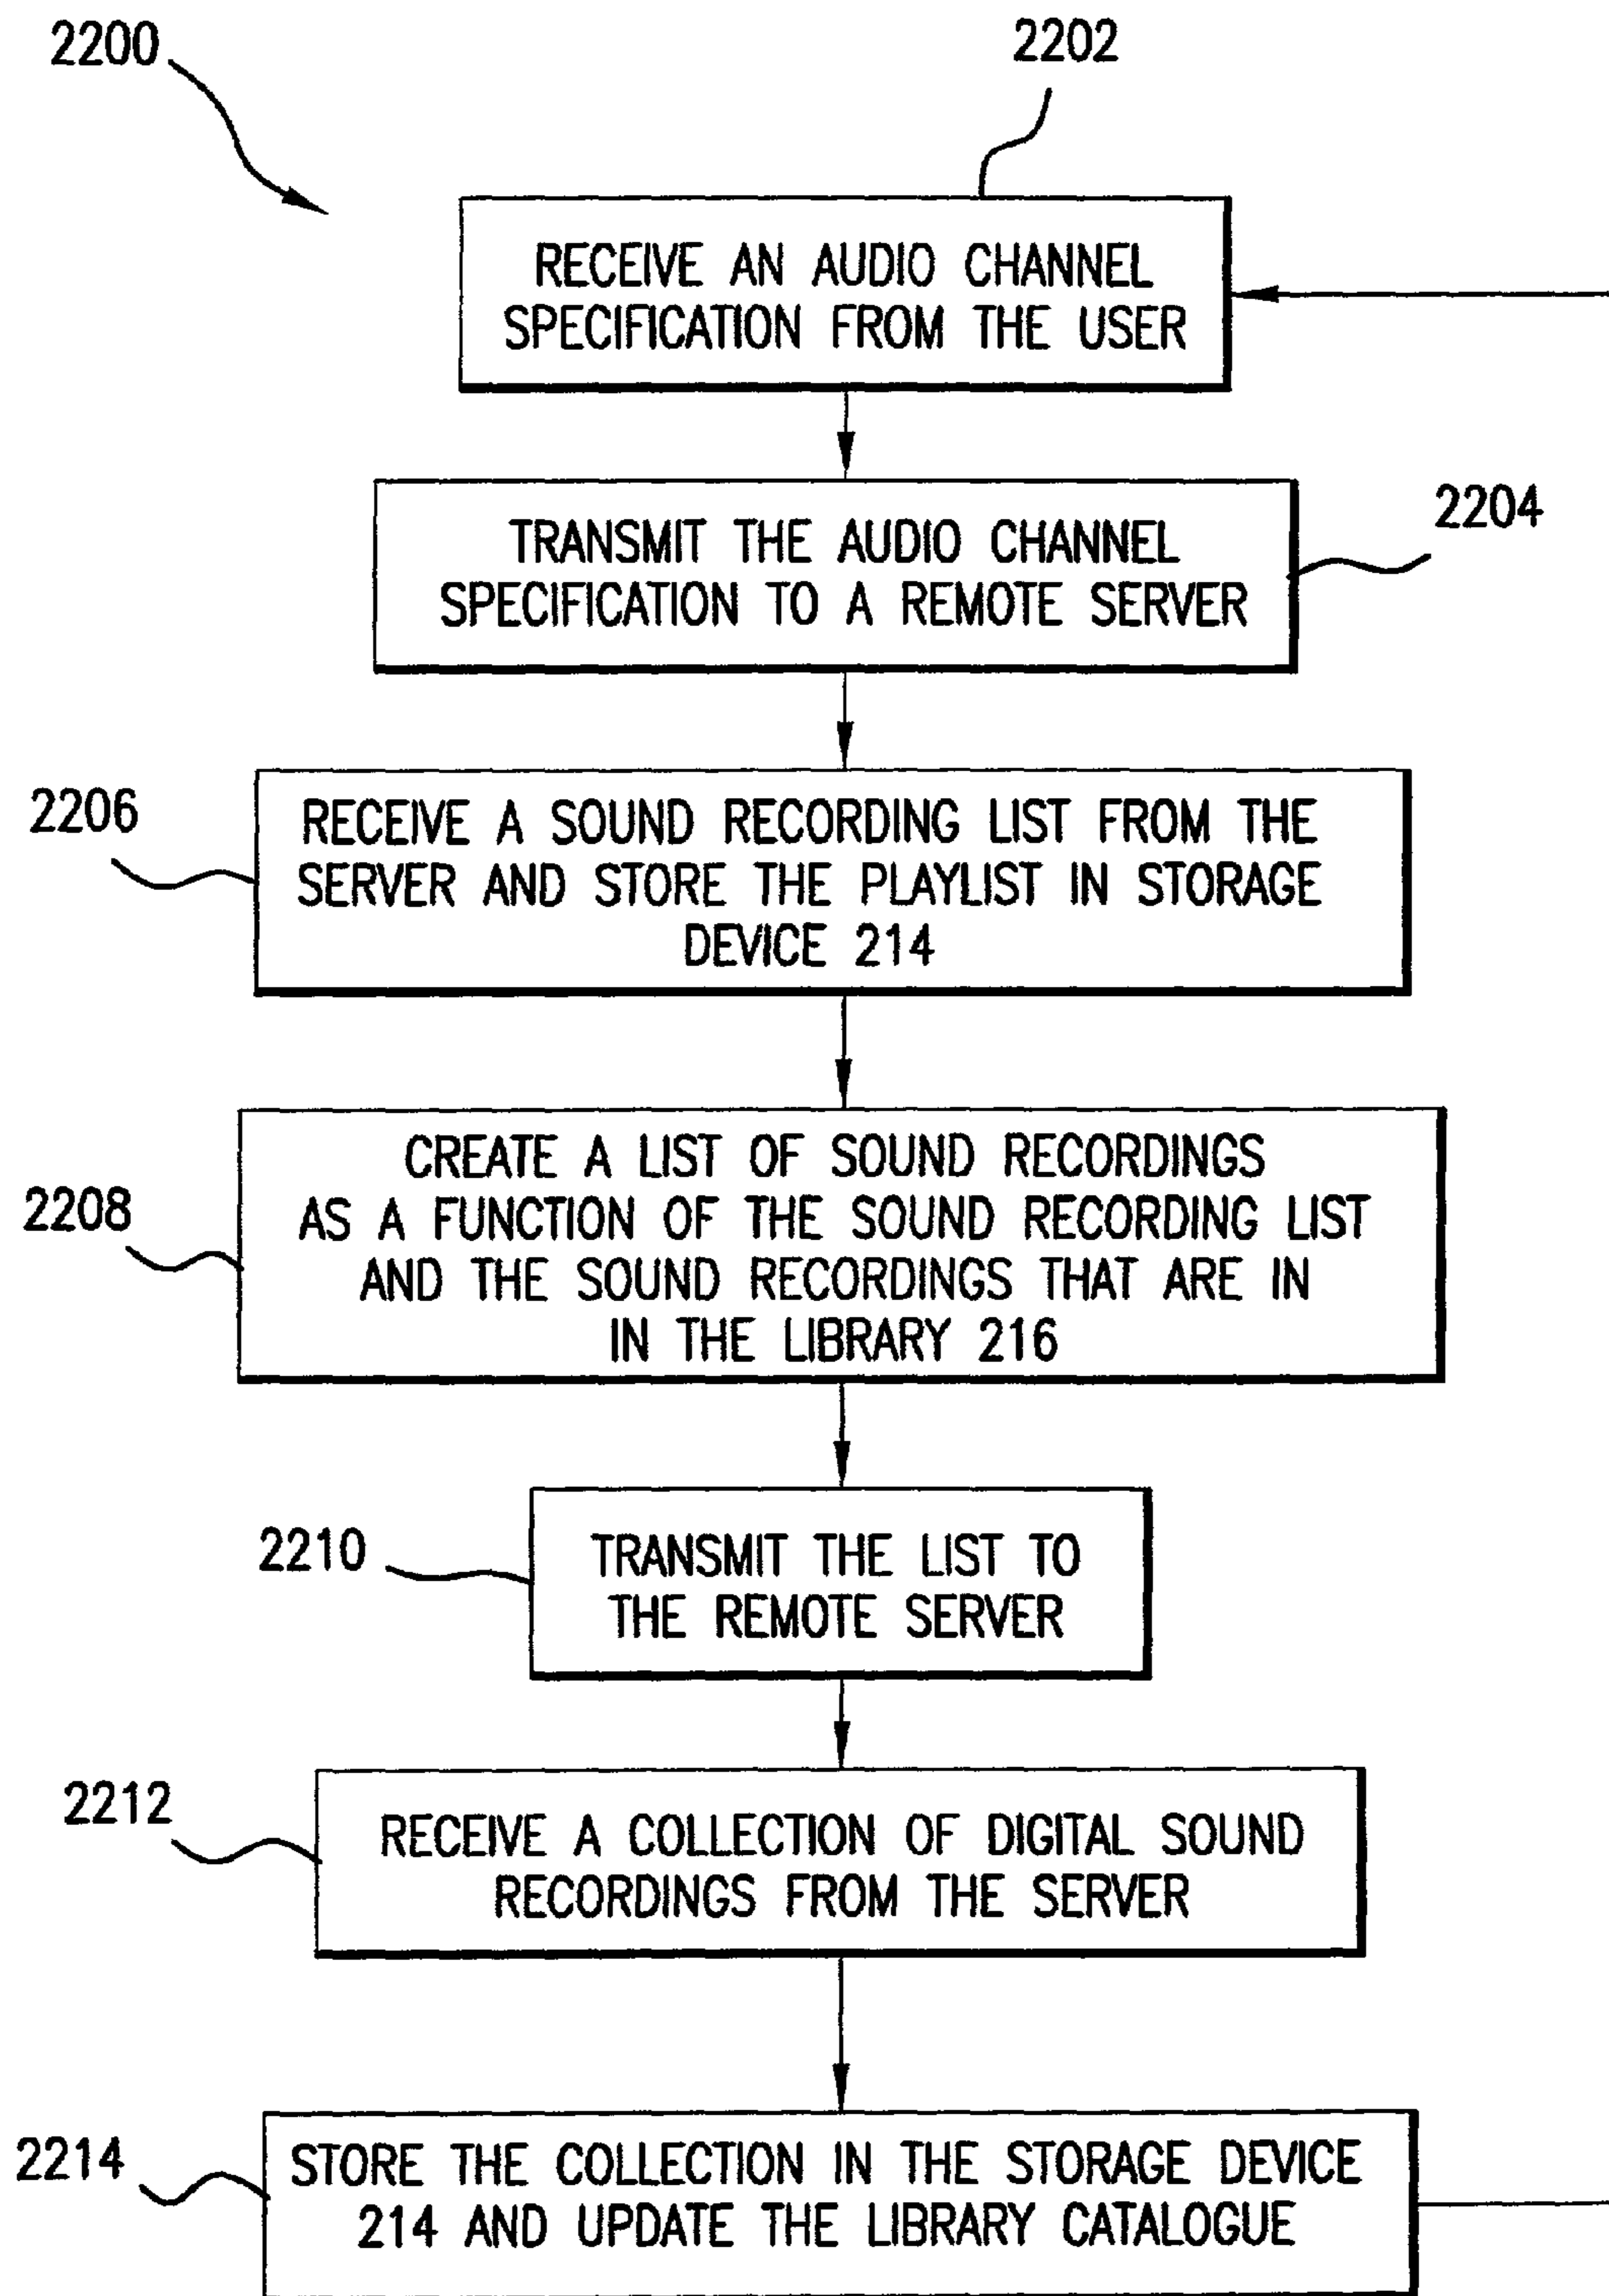 2200
2202
RECEIVE AN AUDIO CHANNEL
SPECIFICATION FROM THE USER
TRANSMIT THE AUDIO CHANNEL
SPECIFICATION TO A REMOTE SERVER
2204
2206
RECEIVE A SOUND RECORDING LIST FROM THE
SERVER AND STORE THE PLAYLIST IN STORAGE
DEVICE 214
2208
CREATE A LIST OF SOUND RECORDINGS
AS A FUNCTION OF THE SOUND RECORDING LIST
AND THE SOUND RECORDINGS THAT ARE IN
IN THE LIBRARY 216
2210
TRANSMIT THE LIST TO
THE REMOTE SERVER
2212
RECEIVE A COLLECTION OF DIGITAL SOUND
RECORDINGS FROM THE SERVER
2214
STORE THE COLLECTION IN THE STORAGE DEVICE
214 AND UPDATE THE LIBRARY CATALOGUE